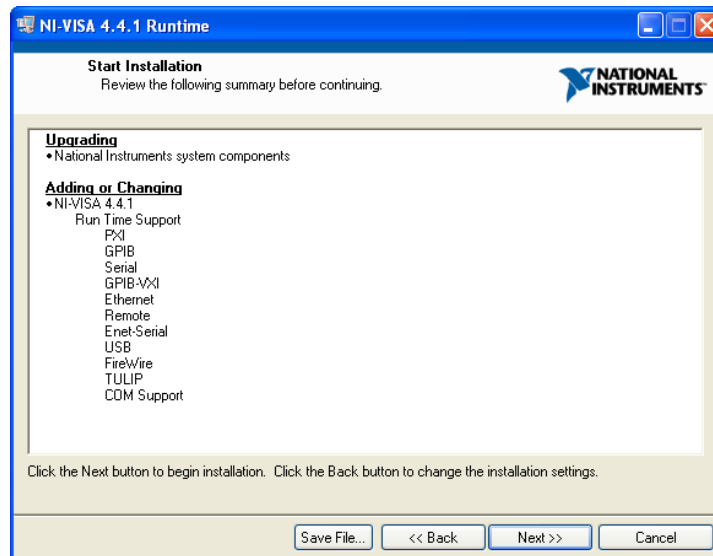 NI-VISA 4.4.1 Runtime
Start Installation
Review the following summary before continuing.
NATIONAL
INSTRUMENTS™
Upgrading
•National Instruments system components
Adding or Changing
•NI-VISA 4.4.1
Run Time Support
PXI
GPIB
Serial
GPIB-VXI
Ethernet
Remote
Enet-Serial
USB
FireWire
TULIP
COM Support
Click the Next button to begin installation.  Click the Back button to change the installation settings.
Save File... << Back Next >> Cancel